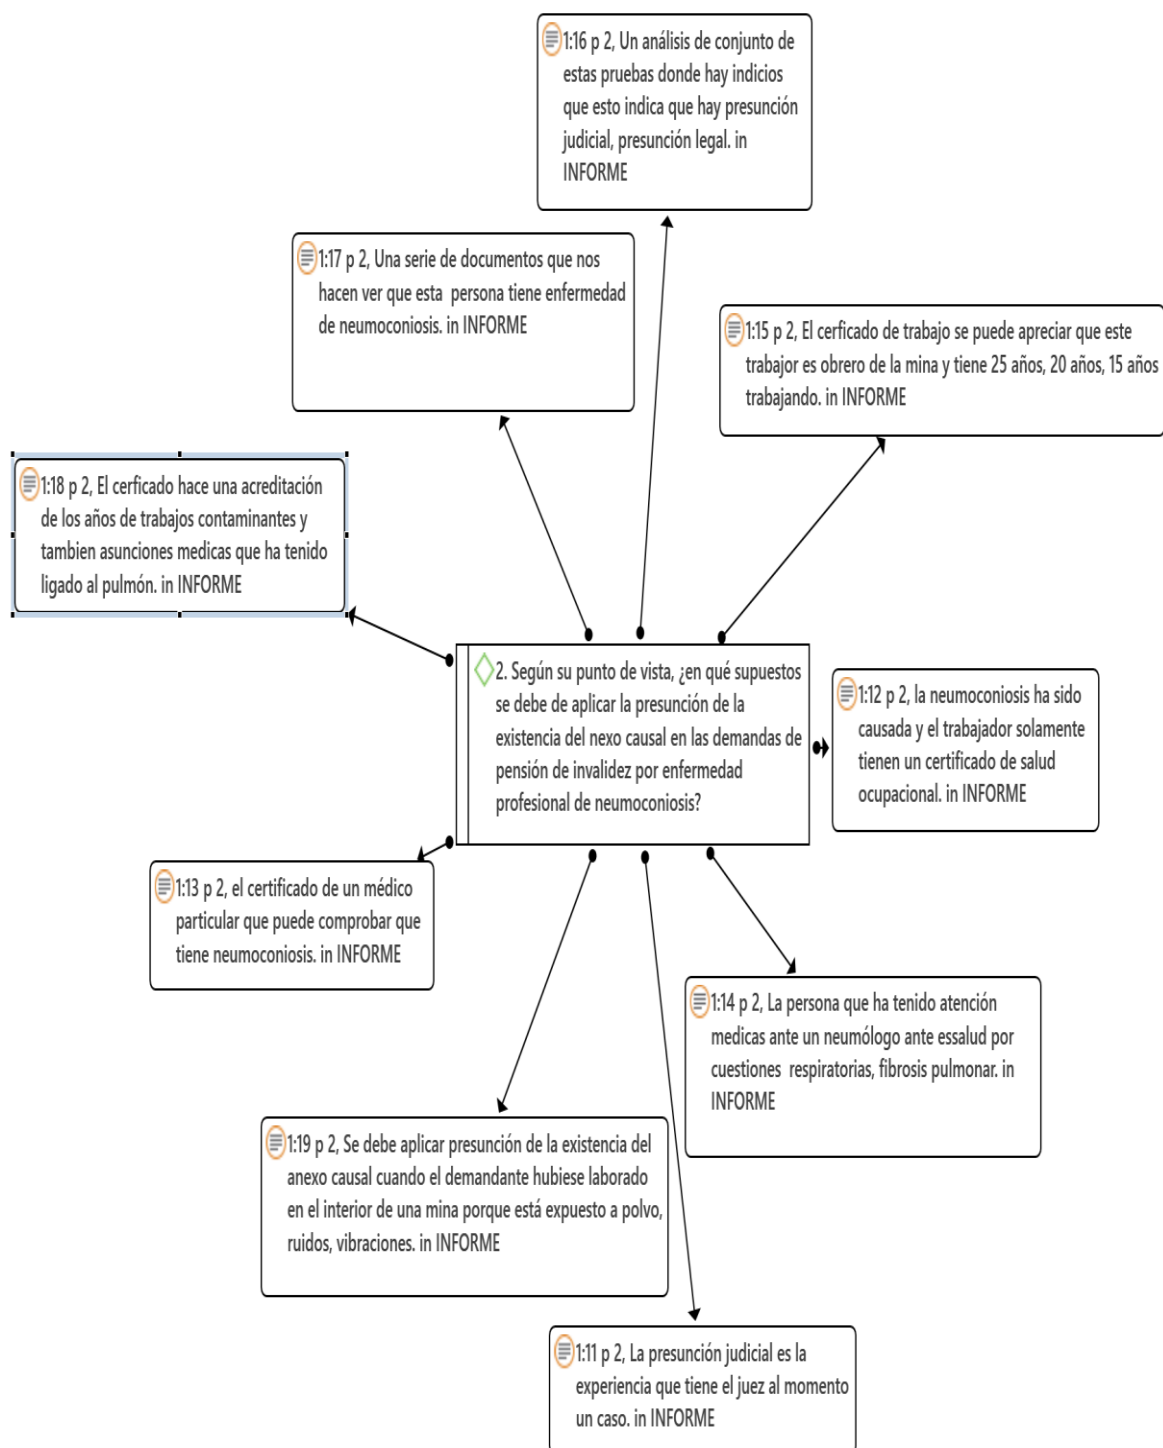 1:16 p 2, Un análisis de conjunto de
estas pruebas donde hay indicios
que esto indica que hay presunción
judicial, presunción legal. in
INFORME
1:17 p 2, Una serie de documentos que nos
hacen ver que esta  persona tiene enfermedad
de neumoconiosis. in INFORME
1:15 p 2, El cerficado de trabajo se puede apreciar que este
trabajor es obrero de la mina y tiene 25 años, 20 años, 15 años
trabajando. in INFORME
1:18 p 2, El cerficado hace una acreditación
de los años de trabajos contaminantes y
tambien asunciones medicas que ha tenido
ligado al pulmón. in INFORME
2. Según su punto de vista, ¿en qué supuestos
se debe de aplicar la presunción de la
existencia del nexo causal en las demandas de
pensión de invalidez por enfermedad
profesional de neumoconiosis?
1:12 p 2, la neumoconiosis ha sido
causada y el trabajador solamente
tienen un certificado de salud
ocupacional. in INFORME
1:13 p 2, el certificado de un médico
particular que puede comprobar que
tiene neumoconiosis. in INFORME
1:14 p 2, La persona que ha tenido atención
medicas ante un neumólogo ante essalud por
cuestiones  respiratorias, fibrosis pulmonar. in
INFORME
1:19 p 2, Se debe aplicar presunción de la existencia del
anexo causal cuando el demandante hubiese laborado
en el interior de una mina porque está expuesto a polvo,
ruidos, vibraciones. in INFORME
1:11 p 2, La presunción judicial es la
experiencia que tiene el juez al momento
un caso. in INFORME